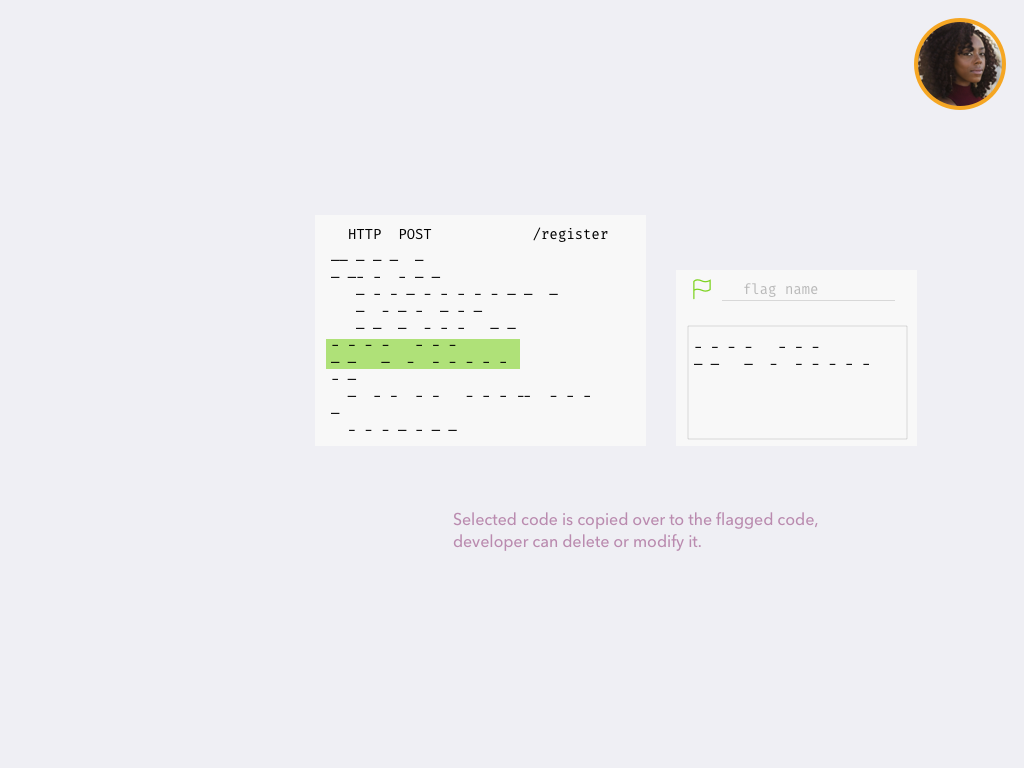 HTTP POST /register
flag name
Selected code is copied over to the flagged code,
developer can delete or modify it.